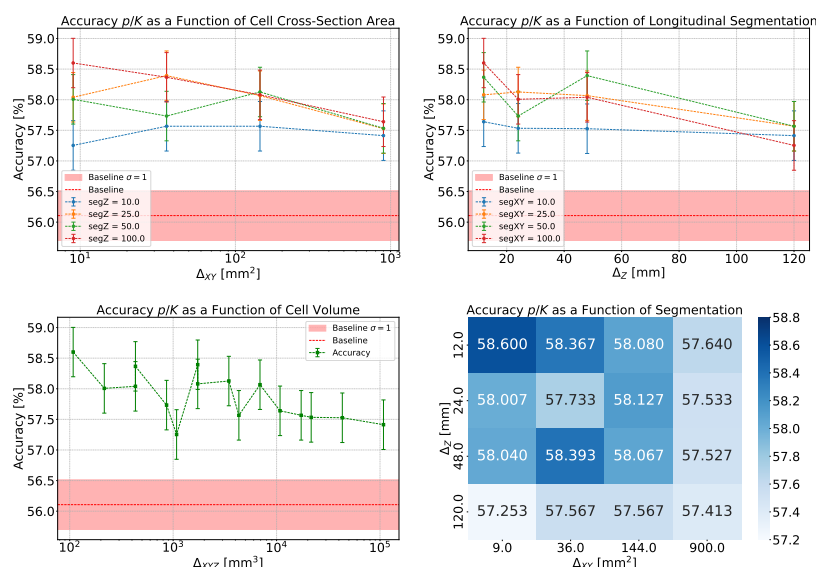 Accuracy p/K as a Function of Cell Cross-Section Area
Accuracy [%]
59.0
58.5
58.0
57.5
57.0
56.5
56.0
Baseline σ = 1
Baseline
segZ = 10.0
segZ = 25.0
segZ = 50.0
segZ = 100.0
10¹ 10² 10³
Δ_XY [mm²]
Accuracy p/K as a Function of Longitudinal Segmentation
Accuracy [%]
59.0
58.5
58.0
57.5
57.0
56.5
56.0
Baseline σ = 1
Baseline
segXY = 10.0
segXY = 25.0
segXY = 50.0
segXY = 100.0
20 40 60 80 100 120
Δ_Z [mm]
Accuracy p/K as a Function of Cell Volume
Accuracy [%]
59.0
58.5
58.0
57.5
57.0
56.5
56.0
Baseline σ = 1
Baseline
Accuracy
10² 10³ 10⁴ 10⁵
Δ_XYZ [mm³]
Accuracy p/K as a Function of Segmentation
Δ_Z [mm]
12.0 58.600 58.367 58.080 57.640
24.0 58.007 57.733 58.127 57.533
48.0 58.040 58.393 58.067 57.527
120.0 57.253 57.567 57.567 57.413
9.0 36.0 144.0 900.0
Δ_XY [mm²]
58.8
58.6
58.4
58.2
58.0
57.8
57.6
57.4
57.2